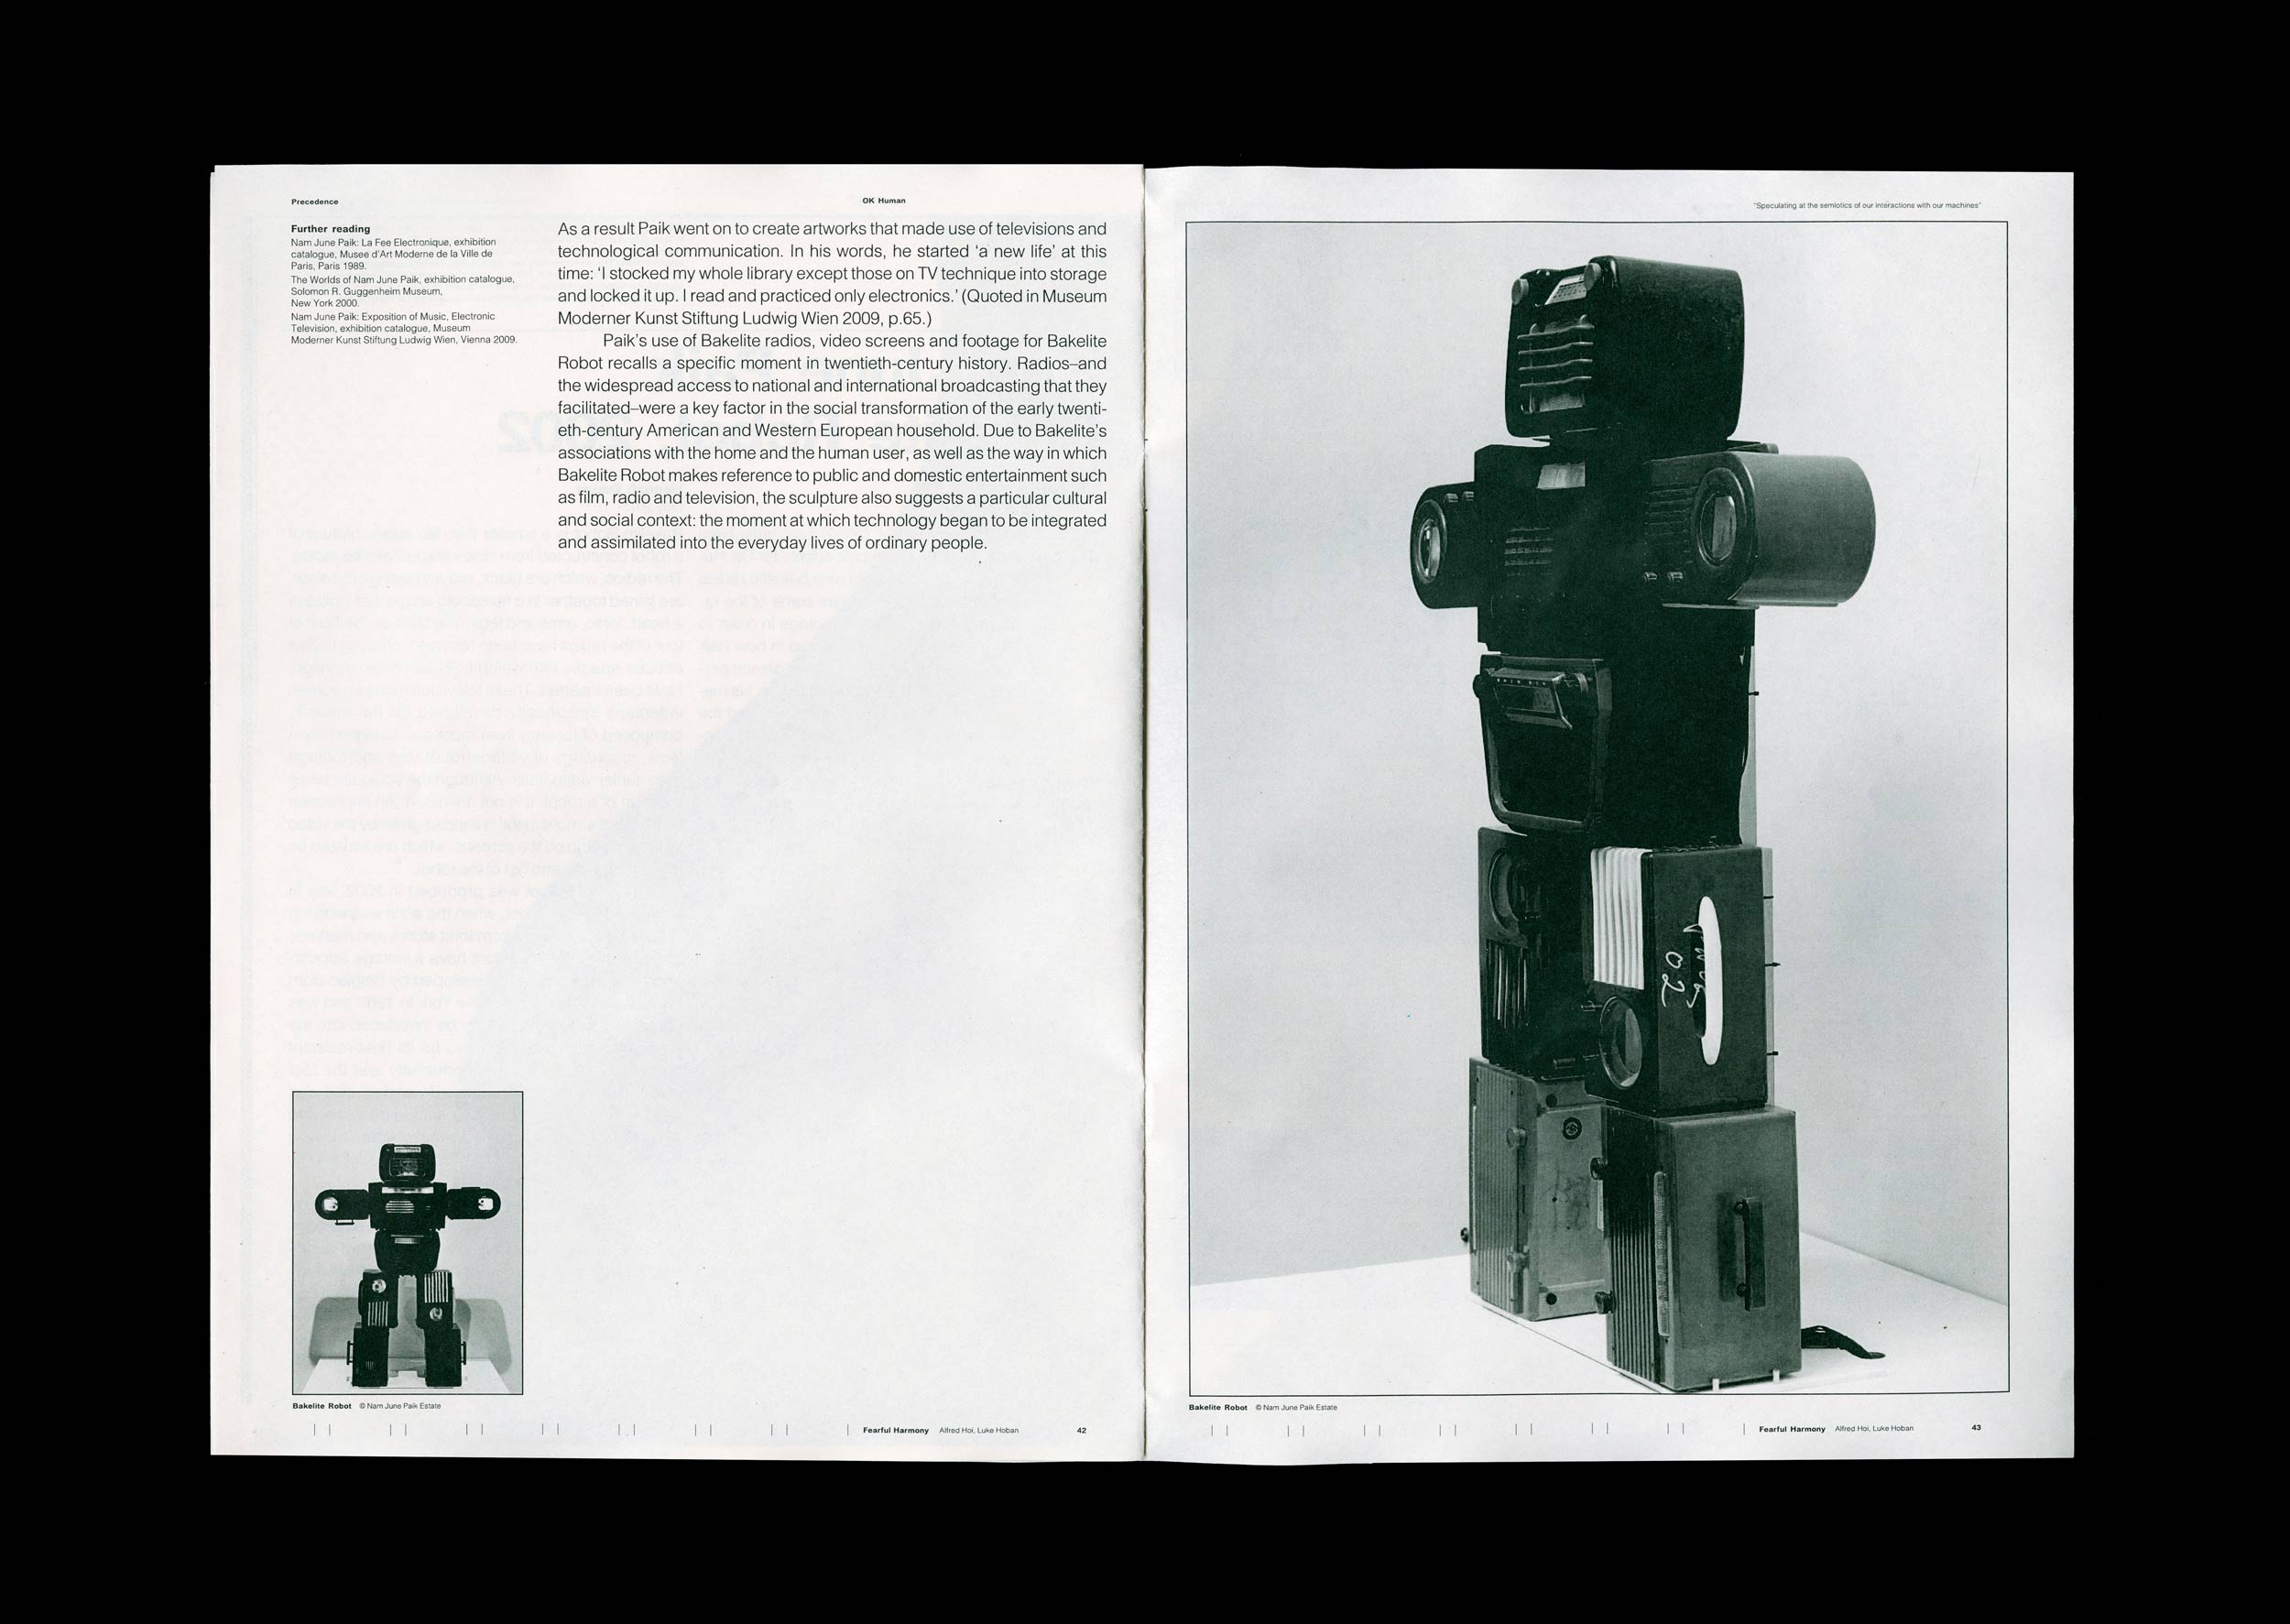 Precedence
OK Human
Further reading
Nam June Paik: La Fee Electronique, exhibition
catalogue, Musee d'Art Moderne de la Ville de
Paris, Paris 1989.
The Worlds of Nam June Paik, exhibition catalogue,
Solomon R. Guggenheim Museum,
New York 2000.
Nam June Paik: Exposition of Music, Electronic
Television, exhibition catalogue, Museum
Moderner Kunst Stiftung Ludwig Wien, Vienna 2009.
As a result Paik went on to create artworks that made use of televisions and
technological communication. In his words, he started ‘a new life’ at this
time: ‘I stocked my whole library except those on TV technique into storage
and locked it up. I read and practiced only electronics.’ (Quoted in Museum
Moderner Kunst Stiftung Ludwig Wien 2009, p.65.)
Paik’s use of Bakelite radios, video screens and footage for Bakelite
Robot recalls a specific moment in twentieth-century history. Radios–and
the widespread access to national and international broadcasting that they
facilitated–were a key factor in the social transformation of the early twenti-
eth-century American and Western European household. Due to Bakelite’s
associations with the home and the human user, as well as the way in which
Bakelite Robot makes reference to public and domestic entertainment such
as film, radio and television, the sculpture also suggests a particular cultural
and social context: the moment at which technology began to be integrated
and assimilated into the everyday lives of ordinary people.
Bakelite Robot © Nam June Paik Estate
Fearful Harmony Alfred Hoi, Luke Hoban 42
"Speculating at the semiotics of our interactions with our machines"
02
Bakelite Robot © Nam June Paik Estate
Fearful Harmony Alfred Hoi, Luke Hoban 43